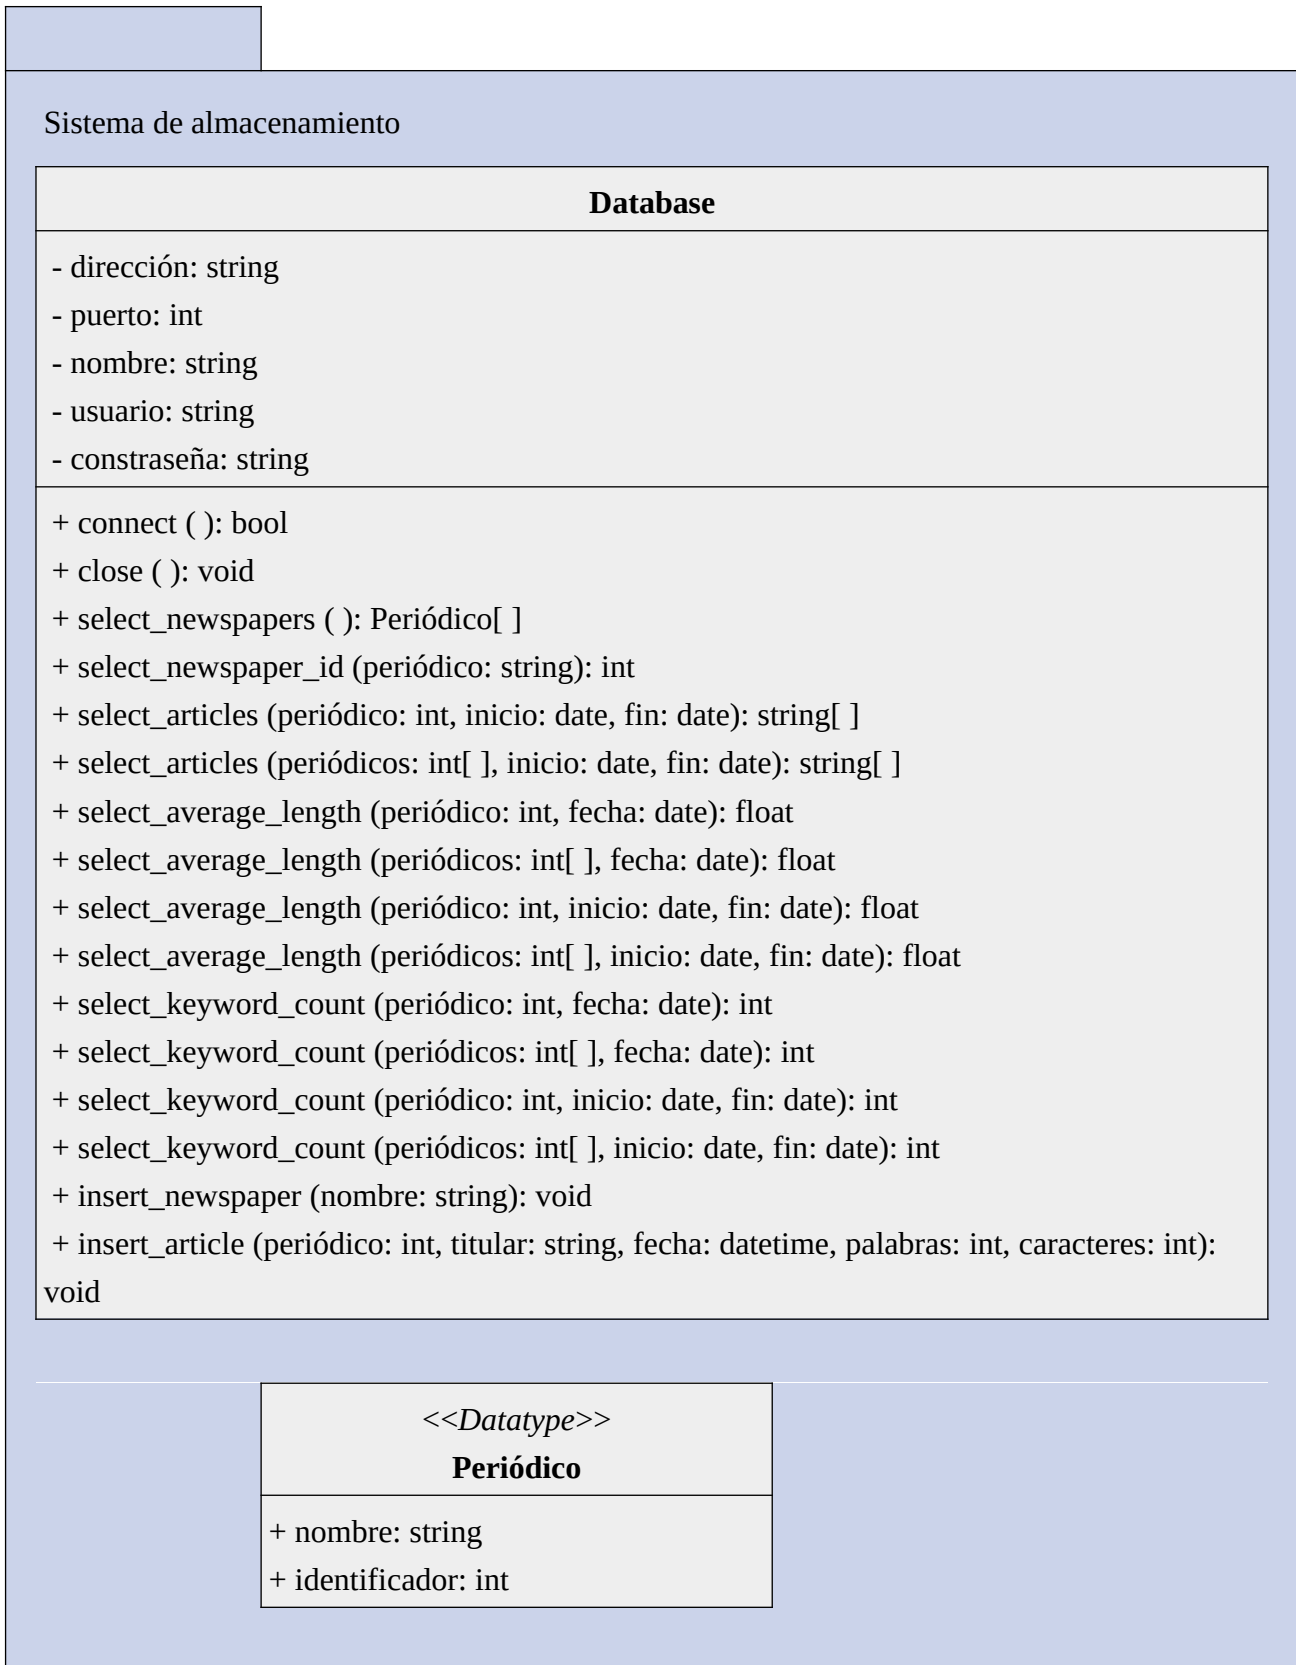 Sistema de almacenamiento
Database
- dirección: string
- puerto: int
- nombre: string
- usuario: string
- constraseña: string
+ connect ( ): bool
+ close ( ): void
+ select_newspapers ( ): Periódico[ ]
+ select_newspaper_id (periódico: string): int
+ select_articles (periódico: int, inicio: date, fin: date): string[ ]
+ select_articles (periódicos: int[ ], inicio: date, fin: date): string[ ]
+ select_average_length (periódico: int, fecha: date): float
+ select_average_length (periódicos: int[ ], fecha: date): float
+ select_average_length (periódico: int, inicio: date, fin: date): float
+ select_average_length (periódicos: int[ ], inicio: date, fin: date): float
+ select_keyword_count (periódico: int, fecha: date): int
+ select_keyword_count (periódicos: int[ ], fecha: date): int
+ select_keyword_count (periódico: int, inicio: date, fin: date): int
+ select_keyword_count (periódicos: int[ ], inicio: date, fin: date): int
+ insert_newspaper (nombre: string): void
+ insert_article (periódico: int, titular: string, fecha: datetime, palabras: int, caracteres: int):
void
<<Datatype>>
Periódico
+ nombre: string
+ identificador: int